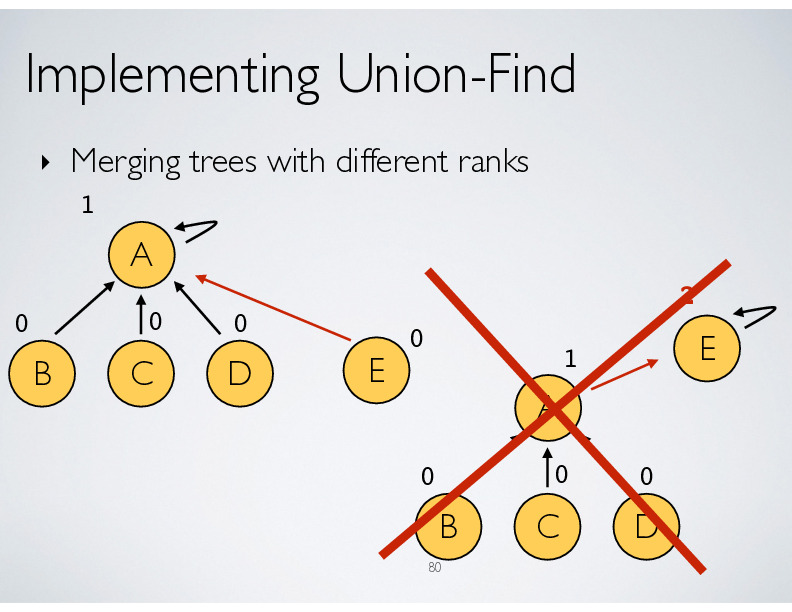 Implementing Union-Find
‣ Merging trees with different ranks
1
A
0 0 0 0
B C D E
2
E
1
A
0 0 0
B C D
80